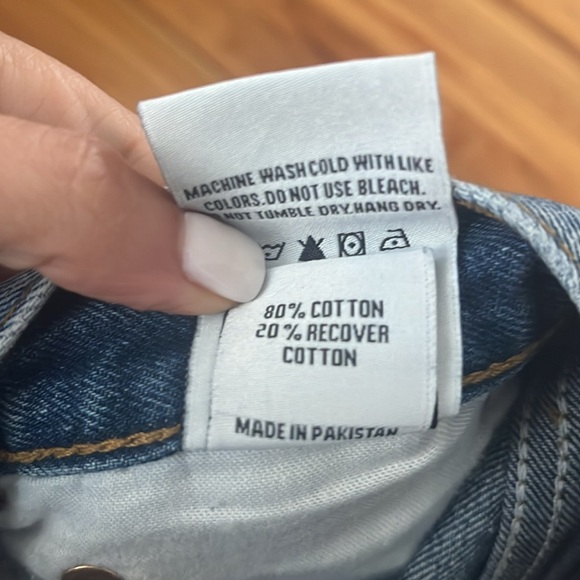 MACHINE WASH COLD WITH LIKE
COLORS. DO NOT USE BLEACH.
NOT TUMBLE DRY. HANG DRY.
80% COTTON
20% RECOVER
COTTON
MADE IN PAKISTAN